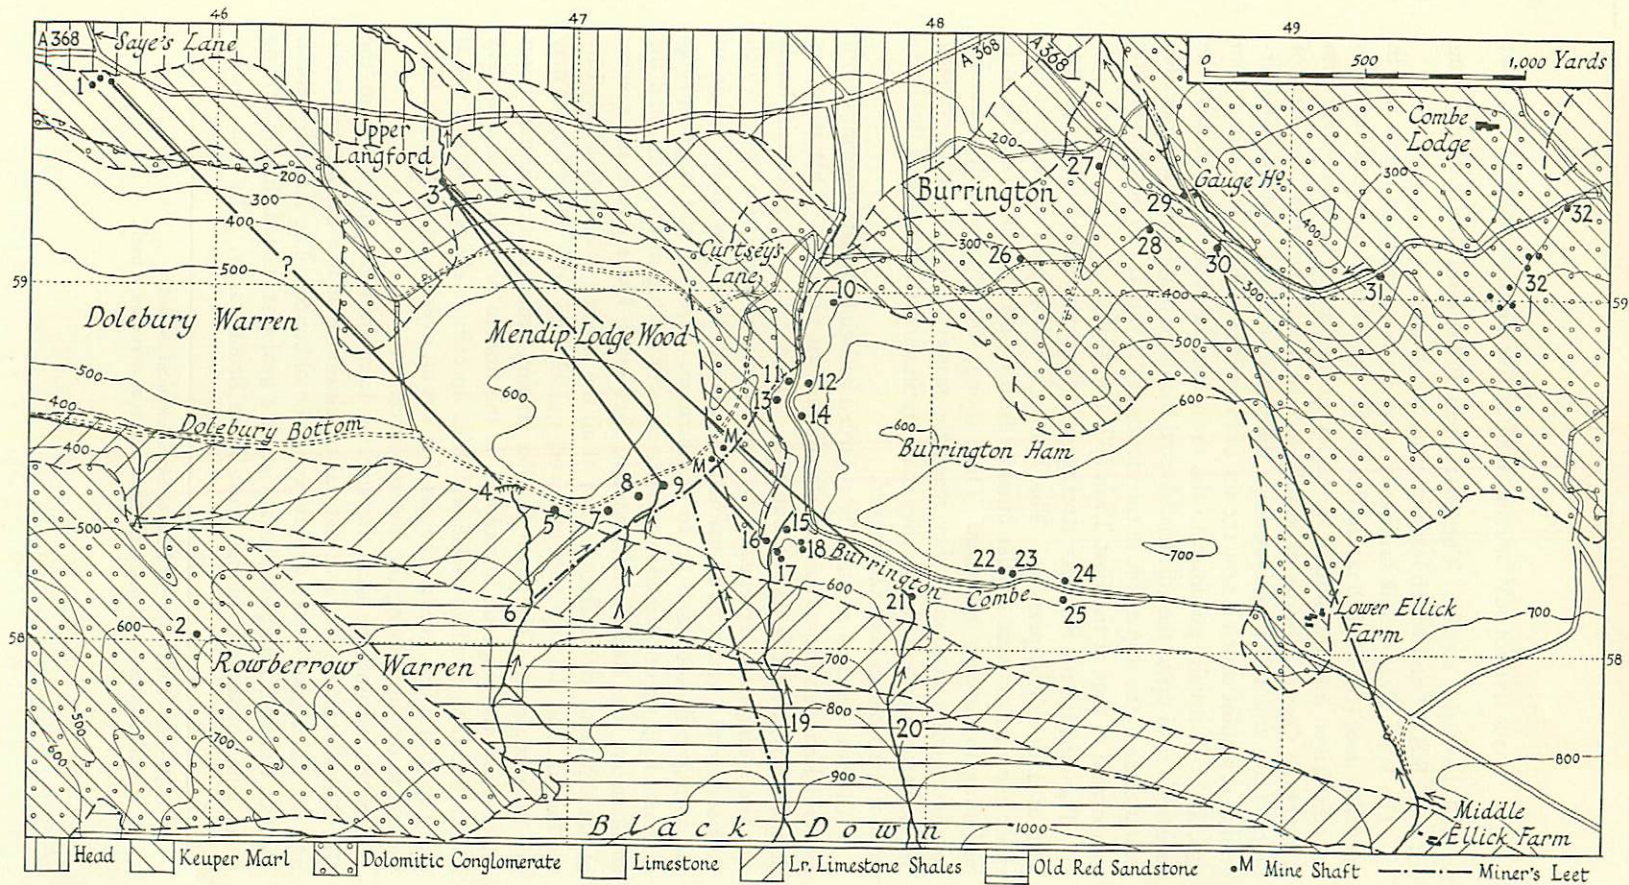 46
47
48
49
A 368
Saye's Lane
A 368
A 368
0 500 1,000 Yards
1
Combe
Lodge
Upper
Langford
200
27
200
300
400
3
Burrington
Gauge Hº
29
300
32
400
28
Curtsey's
Lane
300
26
30
500
?
59
10
400
300
31
32
59
Dolebury Warren
Mendip Lodge Wood
500
500
11
12
13
14
600
600
400
Dolebury Bottom
M
600
Burrington Ham
400
M
4
8
9
5
7
500
15
16
18
17
Burrington
Combe
700
22
23
24
25
600
21
6
Lower Ellick
Farm
700
600
2
58
58
Rowberrow Warren
700
800
19
20
500
600
700
900
800
Black Down
1000
Middle
Ellick Farm
Head
Keuper Marl
Dolomitic Conglomerate
Limestone
Lr. Limestone Shales
Old Red Sandstone
M Mine Shaft
Miner's Leet